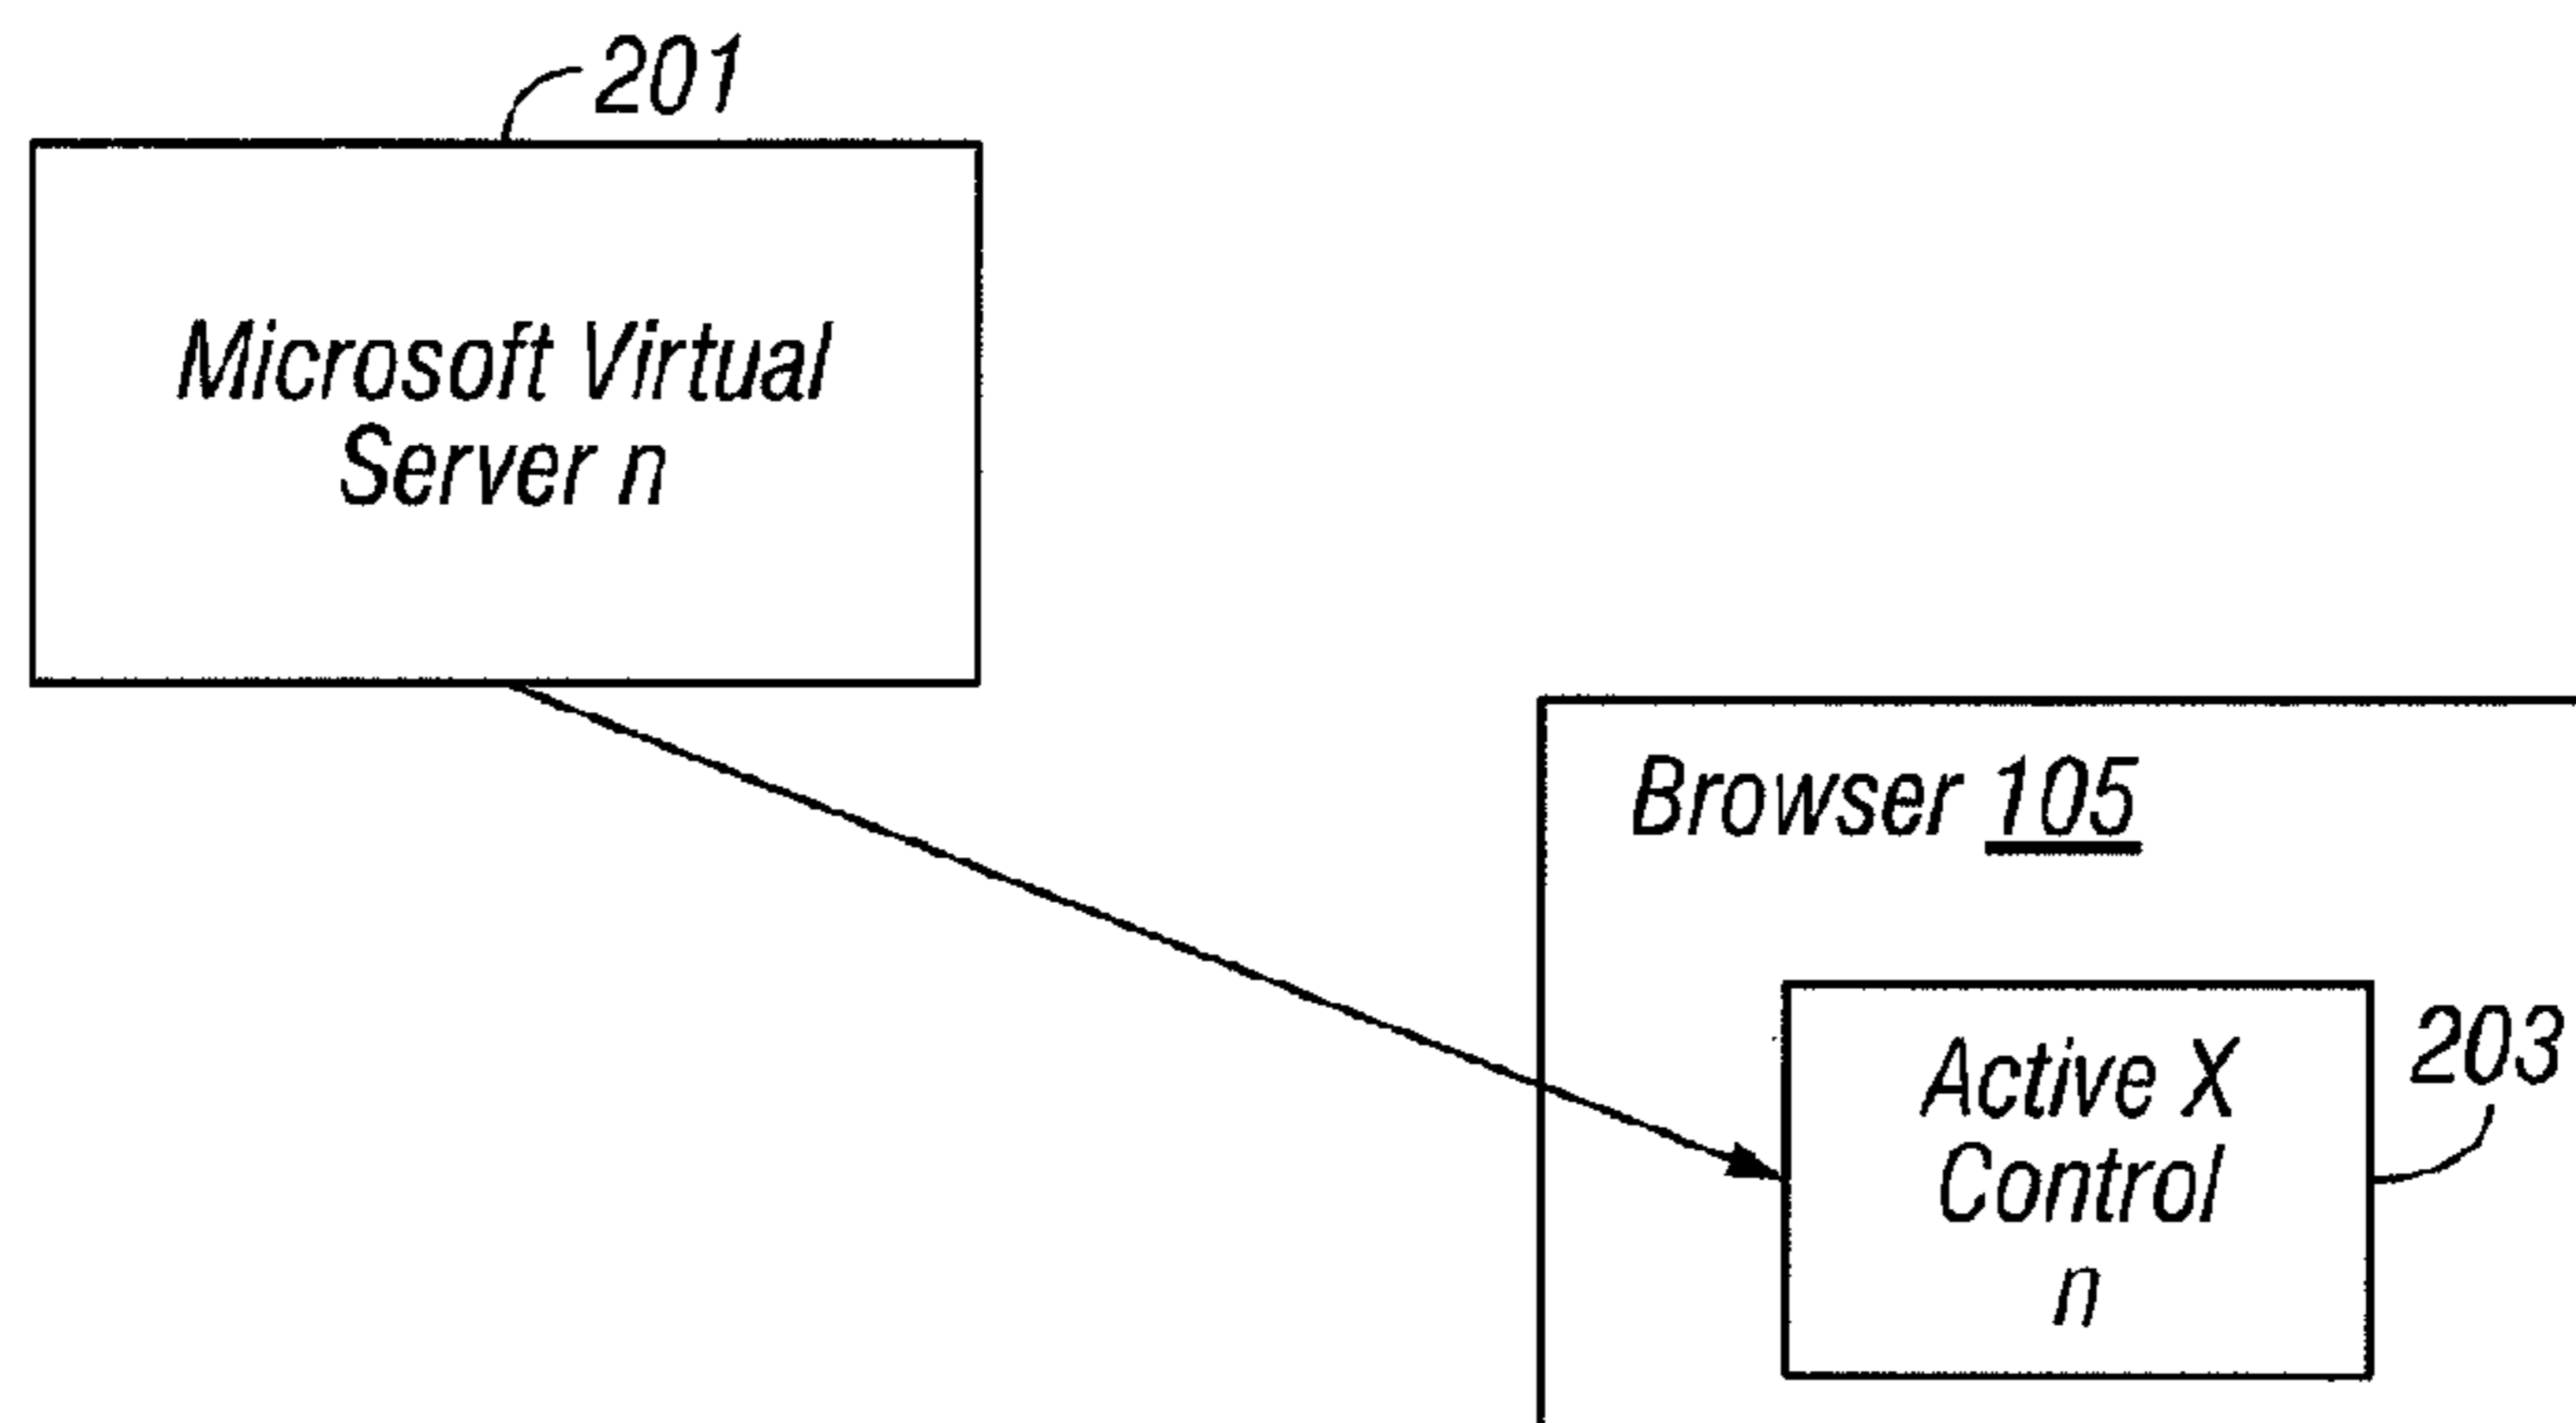 201
Microsoft Virtual
Server n
Browser 105
Active X
Control
n
203